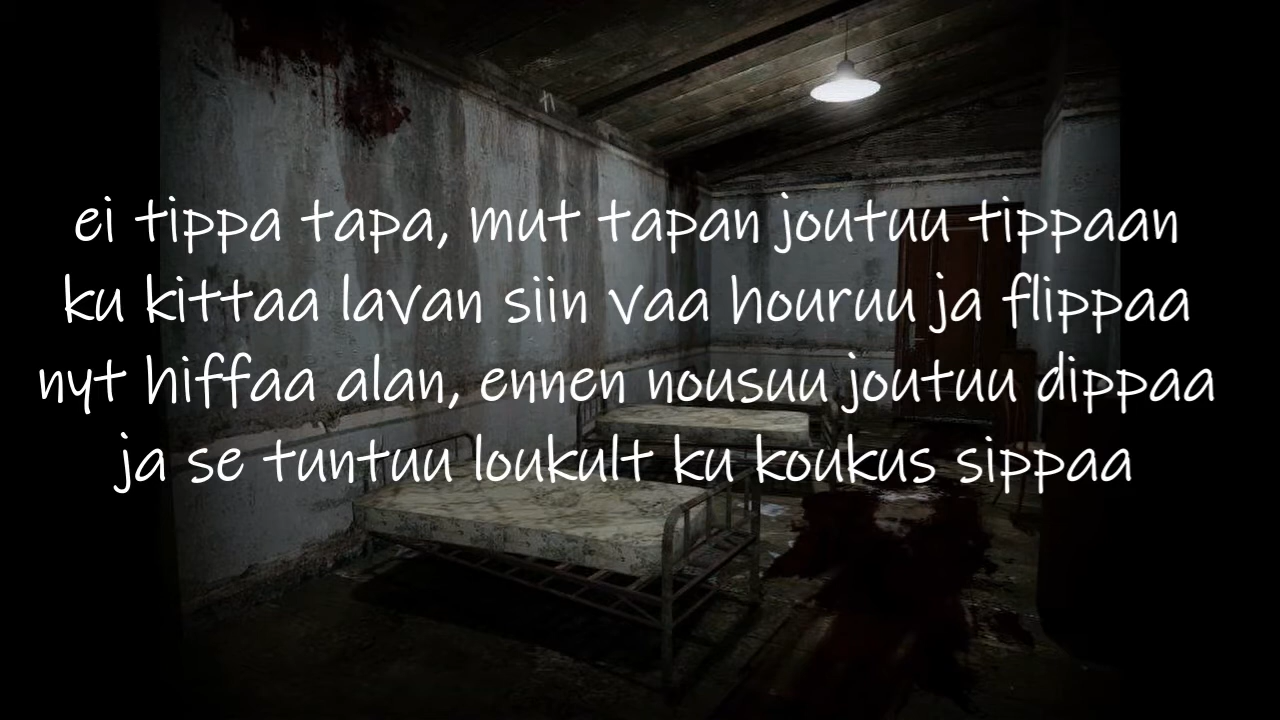 ei tippa tapa, mut tapan joutuu tippaan
ku kittaa lavan siin vaa houruu ja flippaa
nyt hiffaa alan, ennen nousuu joutuu dippaa
ja se tuntuu loukult ku koukus sippaa